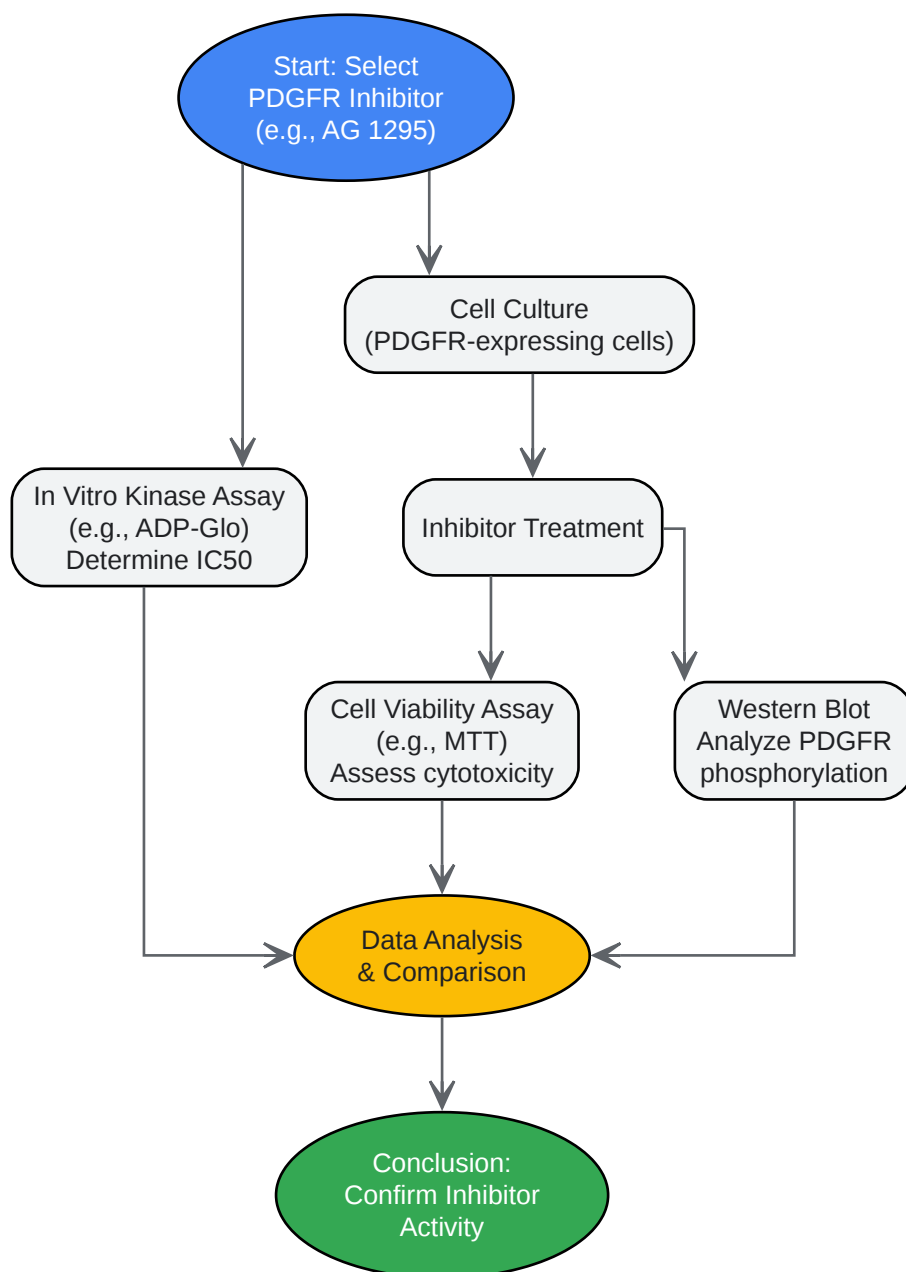 Start: Select
PDGFR Inhibitor
(e.g., AG 1295)
Cell Culture
(PDGFR-expressing cells)
In Vitro Kinase Assay
(e.g., ADP-Glo)
Determine IC50
Inhibitor Treatment
Cell Viability Assay
(e.g., MTT)
Assess cytotoxicity
Western Blot
Analyze PDGFR
phosphorylation
Data Analysis
& Comparison
Conclusion:
Confirm Inhibitor
Activity